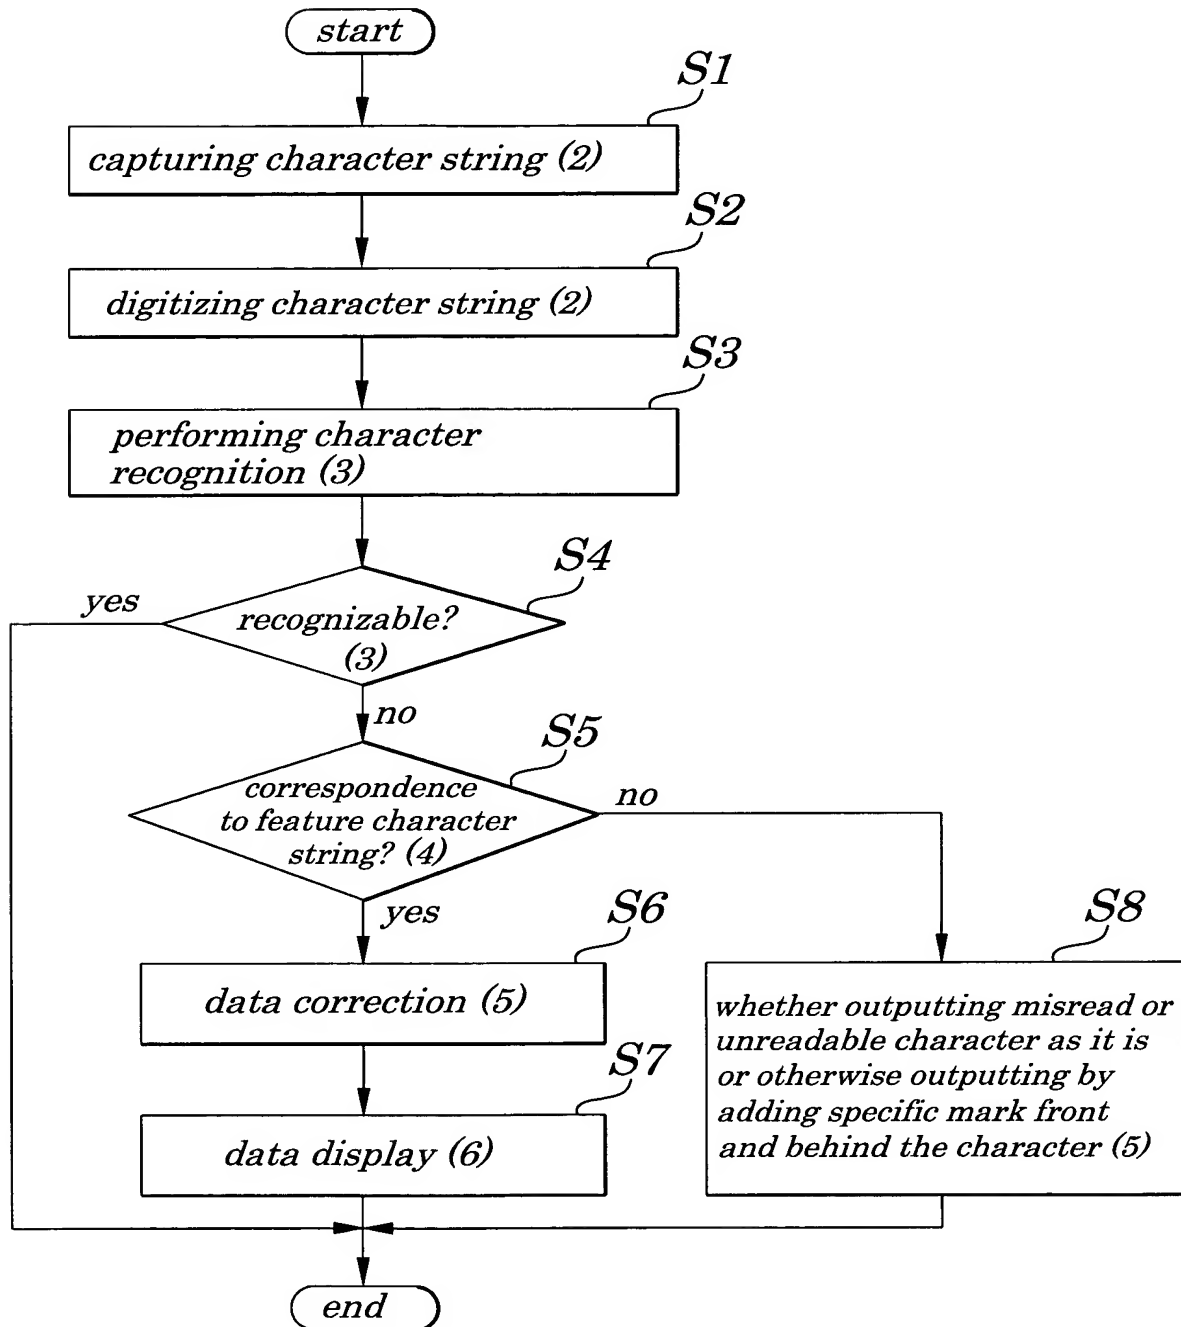 start
S1
capturing character string (2)
S2
digitizing character string (2)
S3
performing character
recognition (3)
S4
yes
recognizable?
(3)
no
S5
correspondence
to feature character
string? (4)
no
yes
S6
data correction (5)
S8
whether outputting misread or
unreadable character as it is
or otherwise outputting by
adding specific mark front
and behind the character (5)
S7
data display (6)
end